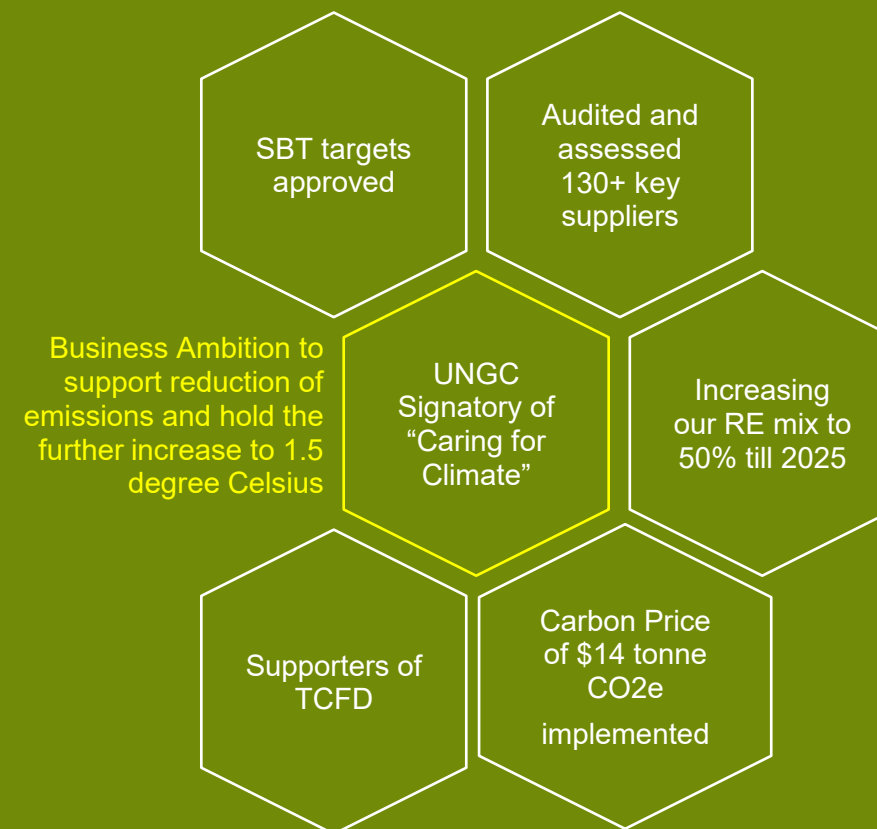 SBT targets
approved
Audited and
assessed
130+ key
suppliers
Business Ambition to
support reduction of
emissions and hold the
further increase to 1.5
degree Celsius
UNGC
Signatory of
“Caring for
Climate”
Increasing
our RE mix to
50% till 2025
Supporters of
TCFD
Carbon Price
of $14 tonne
CO2e
implemented